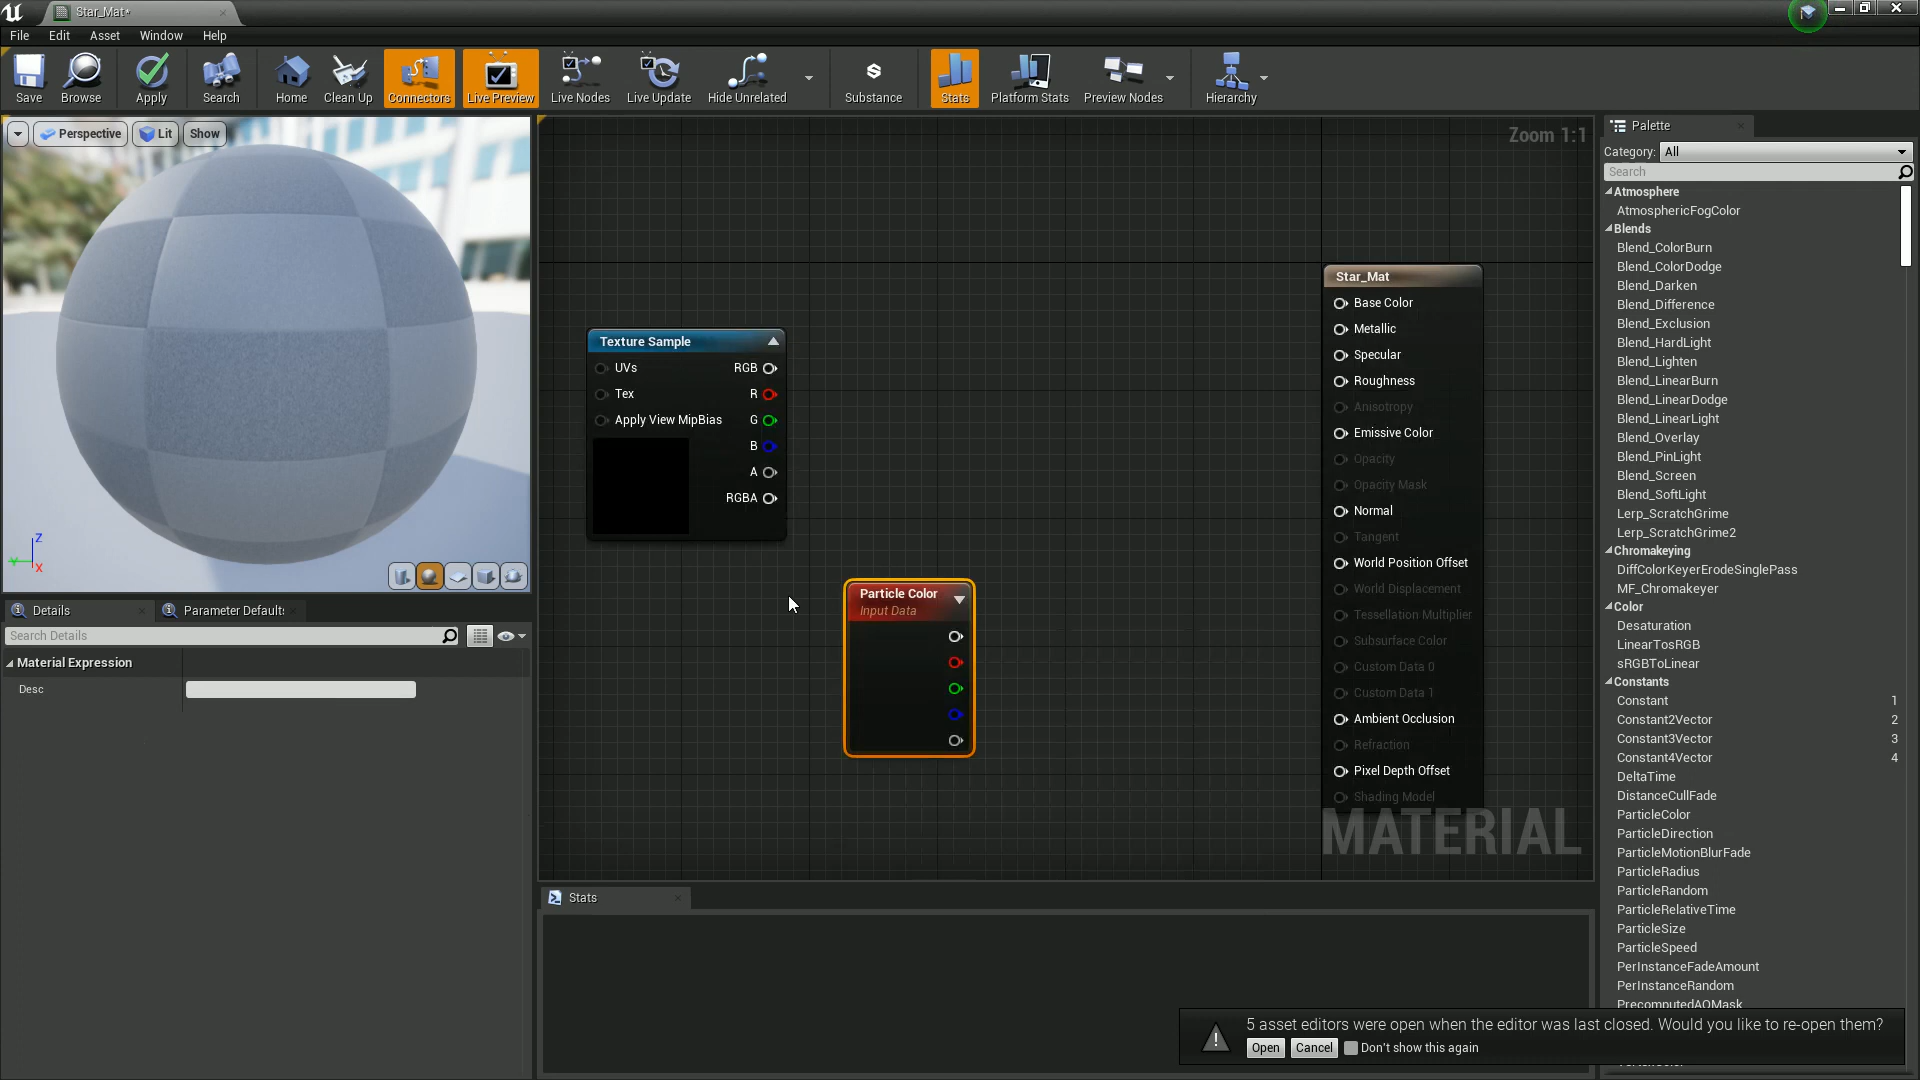 Star_Mat*
File Edit Asset Window Help
Save Browse Apply Search Home Clean Up Connectors Live Preview Live Nodes Live Update Hide Unrelated Substance Stats Platform Stats Preview Nodes Hierarchy
Perspective Lit Show
Z
Y
X
Zoom 1:1
Texture Sample
UVs RGB
Tex R
Apply View MipBias G
B
A
RGBA
Particle Color
Input Data
Star_Mat
Base Color
Metallic
Specular
Roughness
Anisotropy
Emissive Color
Opacity
Opacity Mask
Normal
Tangent
World Position Offset
World Displacement
Tessellation Multiplier
Subsurface Color
Custom Data 0
Custom Data 1
Ambient Occlusion
Refraction
Pixel Depth Offset
Shading Model
MATERIAL
Details Parameter Default
Search Details
Material Expression
Desc
Stats
Palette
Category: All
Search
Atmosphere
AtmosphericFogColor
Blends
Blend_ColorBurn
Blend_ColorDodge
Blend_Darken
Blend_Difference
Blend_Exclusion
Blend_HardLight
Blend_Lighten
Blend_LinearBurn
Blend_LinearDodge
Blend_LinearLight
Blend_Overlay
Blend_PinLight
Blend_Screen
Blend_SoftLight
Lerp_ScratchGrime
Lerp_ScratchGrime2
Chromakeying
DiffColorKeyerErodeSinglePass
MF_Chromakeyer
Color
Desaturation
LinearTosRGB
sRGBToLinear
Constants
Constant 1
Constant2Vector 2
Constant3Vector 3
Constant4Vector 4
DeltaTime
DistanceCullFade
ParticleColor
ParticleDirection
ParticleMotionBlurFade
ParticleRadius
ParticleRandom
ParticleRelativeTime
ParticleSize
ParticleSpeed
PerInstanceFadeAmount
PerInstanceRandom
PrecomputedAOMask
5 asset editors were open when the editor was last closed. Would you like to re-open them?
Open Cancel Don't show this again